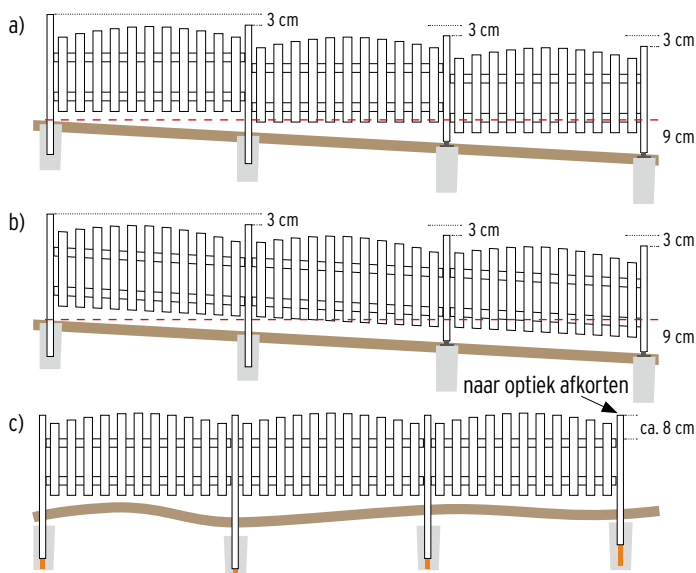 a)
3 cm
3 cm
3 cm
9 cm
b)
3 cm
3 cm
3 cm
9 cm
naar optiek afkorten
c)
ca. 8 cm